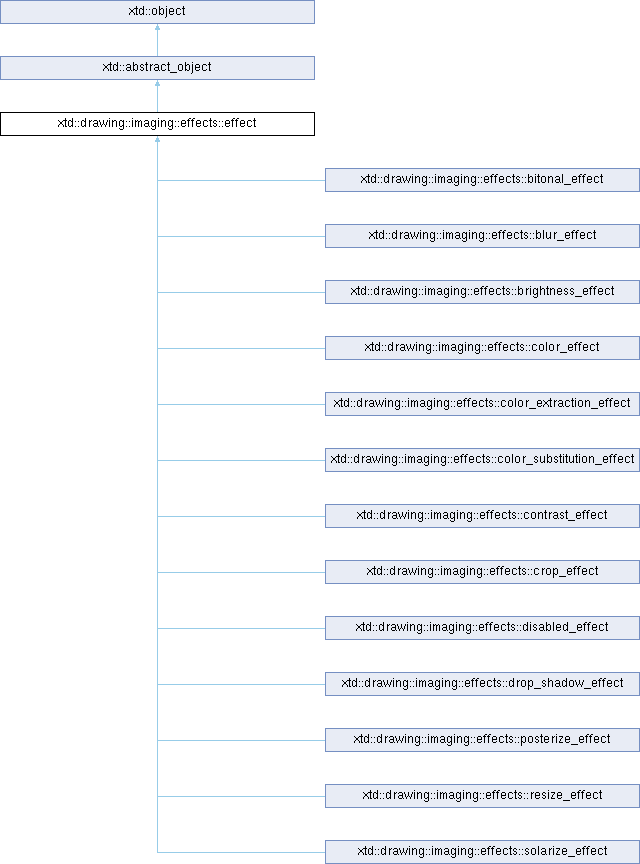 xtd::object
xtd::abstract_object
xtd::drawing::imaging::effects::effect
xtd::drawing::imaging::effects::bitonal_effect
xtd::drawing::imaging::effects::blur_effect
xtd::drawing::imaging::effects::brightness_effect
xtd::drawing::imaging::effects::color_effect
xtd::drawing::imaging::effects::color_extraction_effect
xtd::drawing::imaging::effects::color_substitution_effect
xtd::drawing::imaging::effects::contrast_effect
xtd::drawing::imaging::effects::crop_effect
xtd::drawing::imaging::effects::disabled_effect
xtd::drawing::imaging::effects::drop_shadow_effect
xtd::drawing::imaging::effects::posterize_effect
xtd::drawing::imaging::effects::resize_effect
xtd::drawing::imaging::effects::solarize_effect